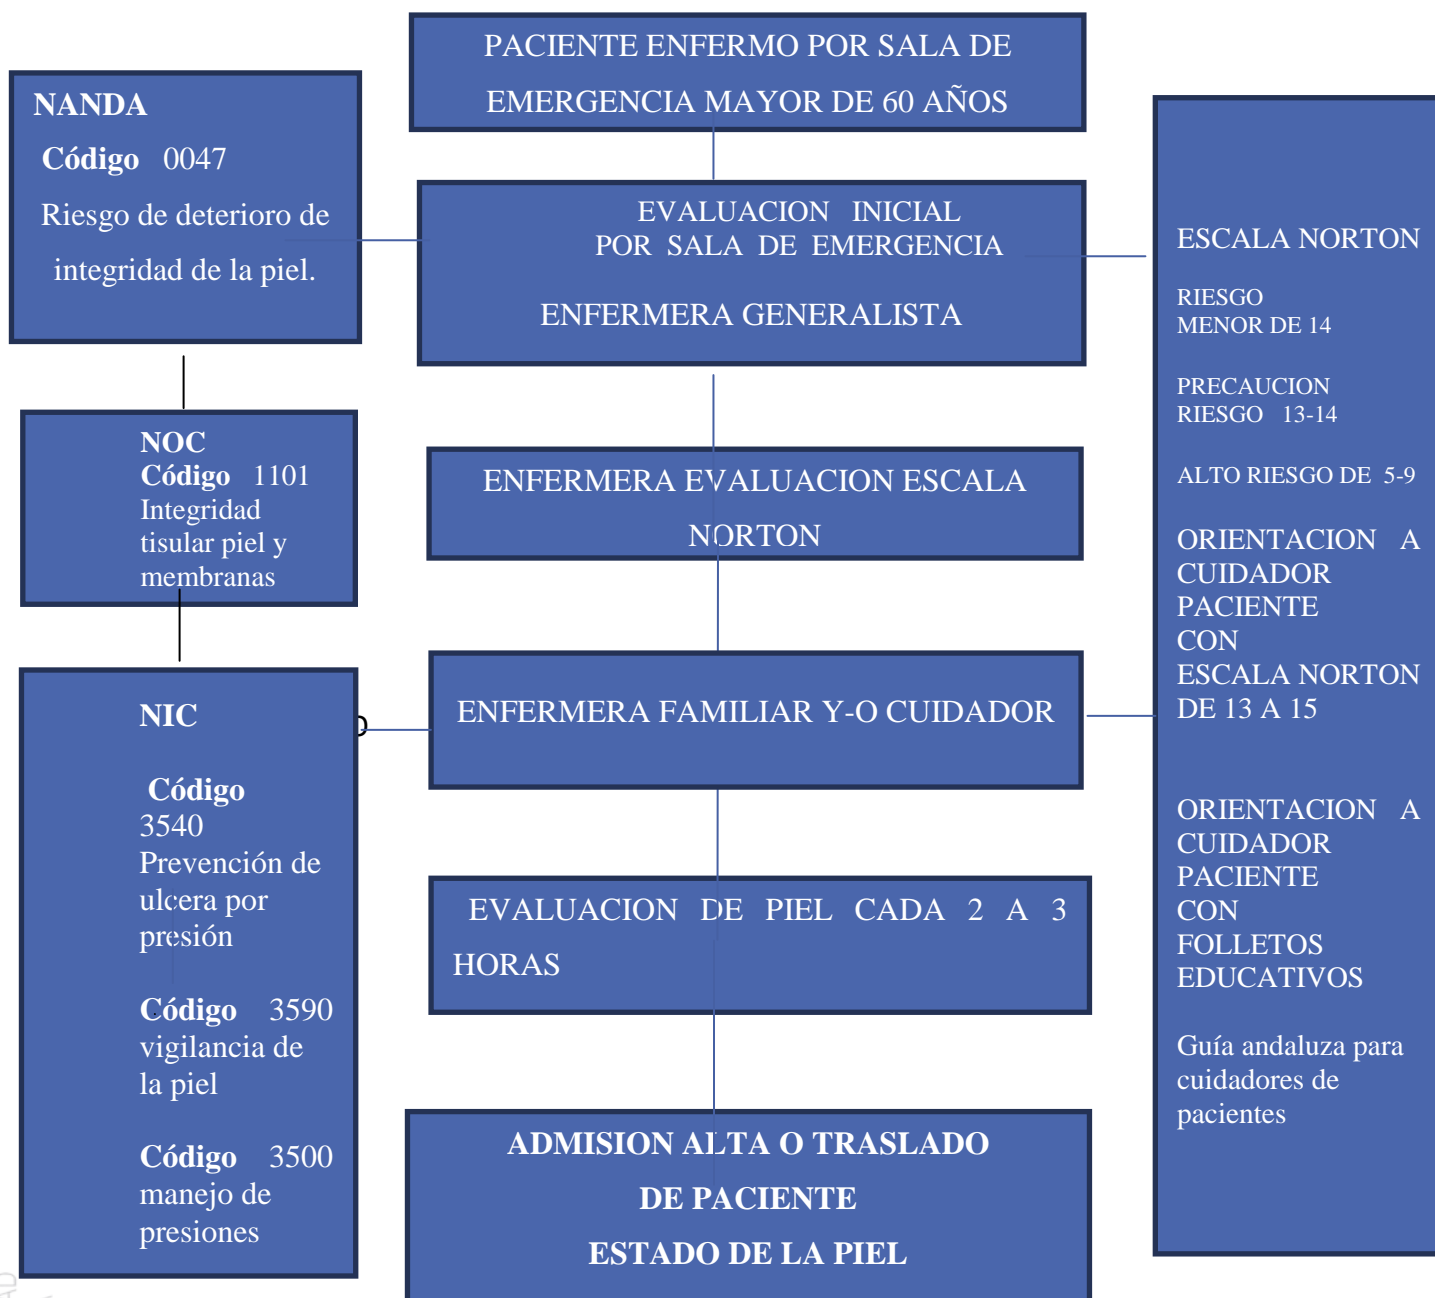 PACIENTE ENFERMO POR SALA DE
EMERGENCIA MAYOR DE 60 AÑOS
NANDA
Código 0047
Riesgo de deterioro de
integridad de la piel.
EVALUACION INICIAL
POR SALA DE EMERGENCIA
ENFERMERA GENERALISTA
NOC
Código 1101
Integridad
tisular piel y
membranas
ENFERMERA EVALUACION ESCALA
NORTON
NIC
Código
3540
Prevención de
ulcera por
presión
Código 3590
vigilancia de
la piel
Código 3500
manejo de
presiones
ENFERMERA FAMILIAR Y-O CUIDADOR
EVALUACION DE PIEL CADA 2 A 3
HORAS
ADMISION ALTA O TRASLADO
DE PACIENTE
ESTADO DE LA PIEL
ESCALA NORTON
RIESGO
MENOR DE 14
PRECAUCION
RIESGO 13-14
ALTO RIESGO DE 5-9
ORIENTACION A
CUIDADOR
PACIENTE
CON
ESCALA NORTON
DE 13 A 15
ORIENTACION A
CUIDADOR
PACIENTE
CON
FOLLETOS
EDUCATIVOS
Guía andaluza para
cuidadores de
pacientes